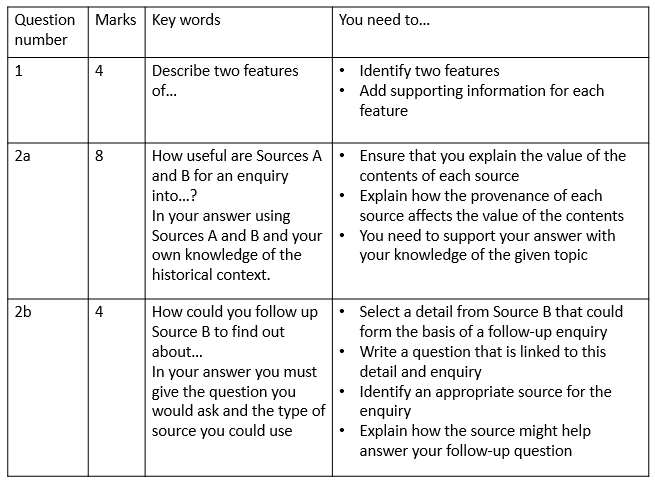 Question number
Marks
Key words
You need to…
1
4
Describe two features
of…
• Identify two features
• Add supporting information for each
feature
2a
8
How useful are Sources A
and B for an enquiry
into…?
In your answer using
Sources A and B and your
own knowledge of the
historical context.
• Ensure that you explain the value of the
contents of each source
• Explain how the provenance of each
source affects the value of the contents
• You need to support your answer with
your knowledge of the given topic
2b
4
How could you follow up
Source B to find out
about…
In your answer you must
give the question you
would ask and the type of
source you could use
• Select a detail from Source B that could
form the basis of a follow-up enquiry
• Write a question that is linked to this
detail and enquiry
• Identify an appropriate source for the
enquiry
• Explain how the source might help
answer your follow-up question